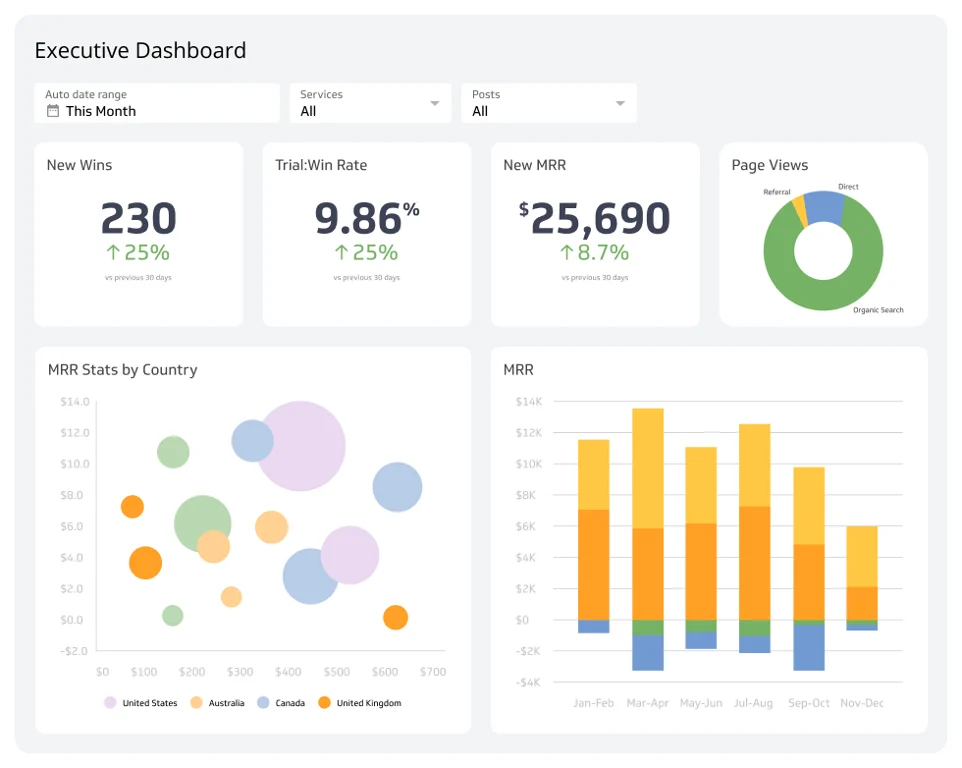 Executive Dashboard
Auto date range
This Month
Services
All
Posts
All
New Wins
230
↑25%
vs previous 30 days
Trial:Win Rate
9.86%
↑25%
vs previous 30 days
New MRR
$25,690
↑8.7%
vs previous 30 days
Page Views
Direct
Referral
Organic Search
MRR Stats by Country
$14.0
$12.0
$10.0
$8.0
$6.0
$4.0
$2.0
$0.0
-$2.0
$0 $100 $200 $300 $400 $500 $600 $700
United States Australia Canada United Kingdom
MRR
$14K
$12K
$10K
$8K
$6K
$4K
$2K
$0
-$2K
-$4K
Jan-Feb Mar-Apr May-Jun Jul-Aug Sep-Oct Nov-Dec